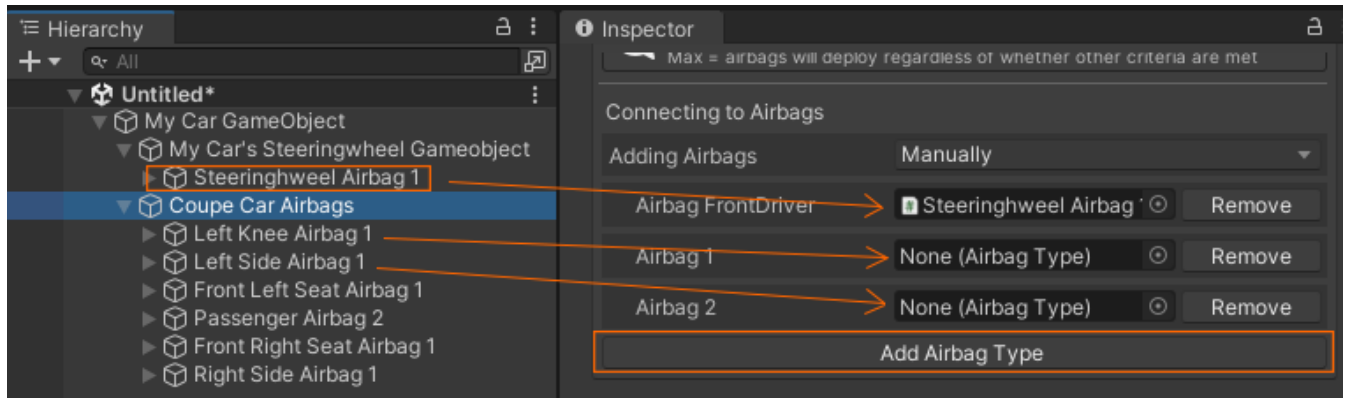 Hierarchy
All
Untitled*
My Car GameObject
My Car's Steeringwheel Gameobject
Steeringhweel Airbag 1
Coupe Car Airbags
Left Knee Airbag 1
Left Side Airbag 1
Front Left Seat Airbag 1
Passenger Airbag 2
Front Right Seat Airbag 1
Right Side Airbag 1
Inspector
Max = airbags will deploy regardless of whether other criteria are met
Connecting to Airbags
Adding Airbags Manually
Airbag FrontDriver # Steeringhweel Airbag 1 Remove
Airbag 1 None (Airbag Type) Remove
Airbag 2 None (Airbag Type) Remove
Add Airbag Type